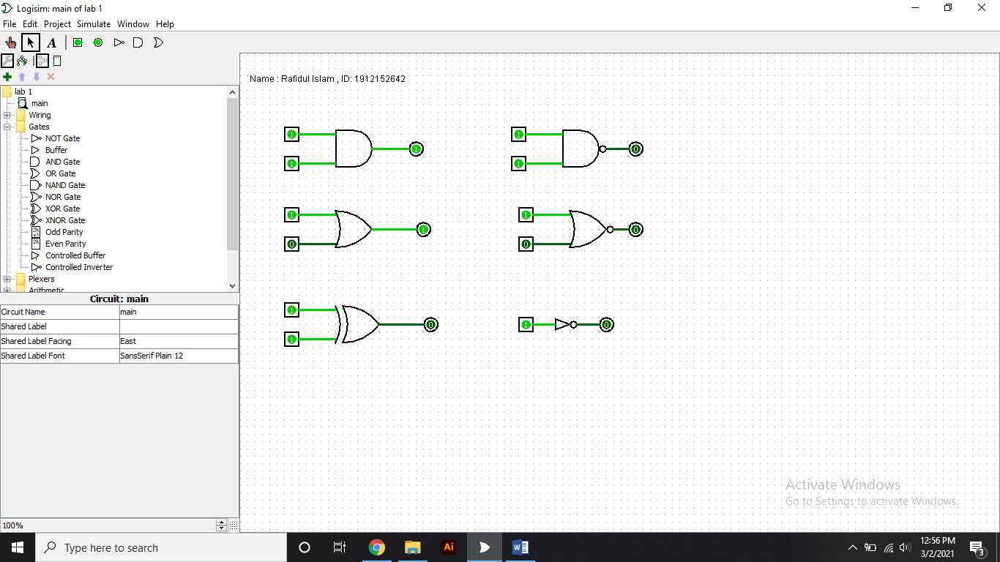 Logisim: main of lab 1
File Edit Project Simulate Window Help
A
Name : Rafidul Islam , ID: 1912152642
lab 1
main
Wiring
Gates
NOT Gate
Buffer
AND Gate
OR Gate
NAND Gate
NOR Gate
XOR Gate
XNOR Gate
Odd Parity
Even Parity
Controlled Buffer
Controlled Inverter
Plexers
Arithmetic
Circuit: main
Circuit Name main
Shared Label
Shared Label Facing East
Shared Label Font SansSerif Plain 12
100%
1 1 1 1 1 0
1 0 1 1 0 0
1 1 0 1 0
Activate Windows
Go to Settings to activate Windows.
Type here to search
Ai
W
12:56 PM
3/2/2021
3